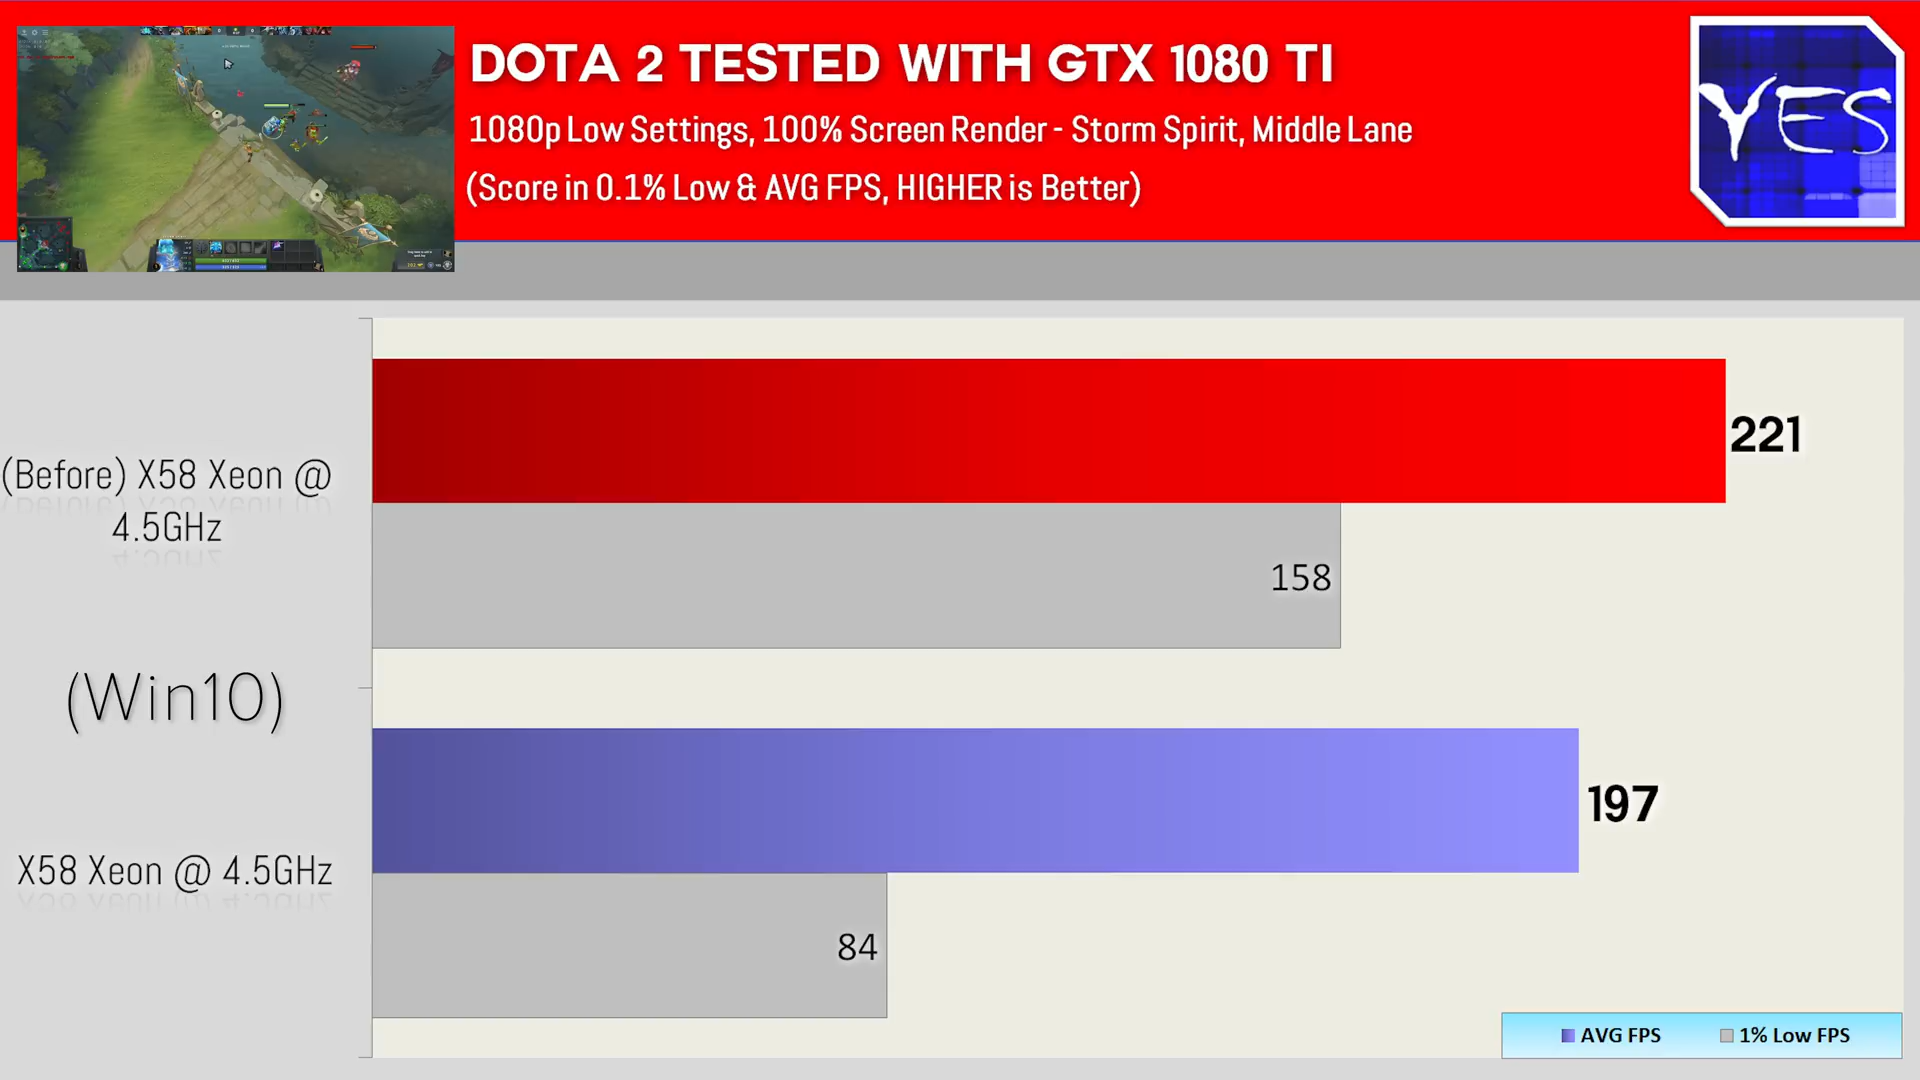 DOTA 2 TESTED WITH GTX 1080 TI
1080p Low Settings, 100% Screen Render - Storm Spirit, Middle Lane
(Score in 0.1% Low & AVG FPS, HIGHER is Better)
YES
(Before) X58 Xeon @
4.5GHz
221
158
(Win10)
X58 Xeon @ 4.5GHz
197
84
AVG FPS
1% Low FPS